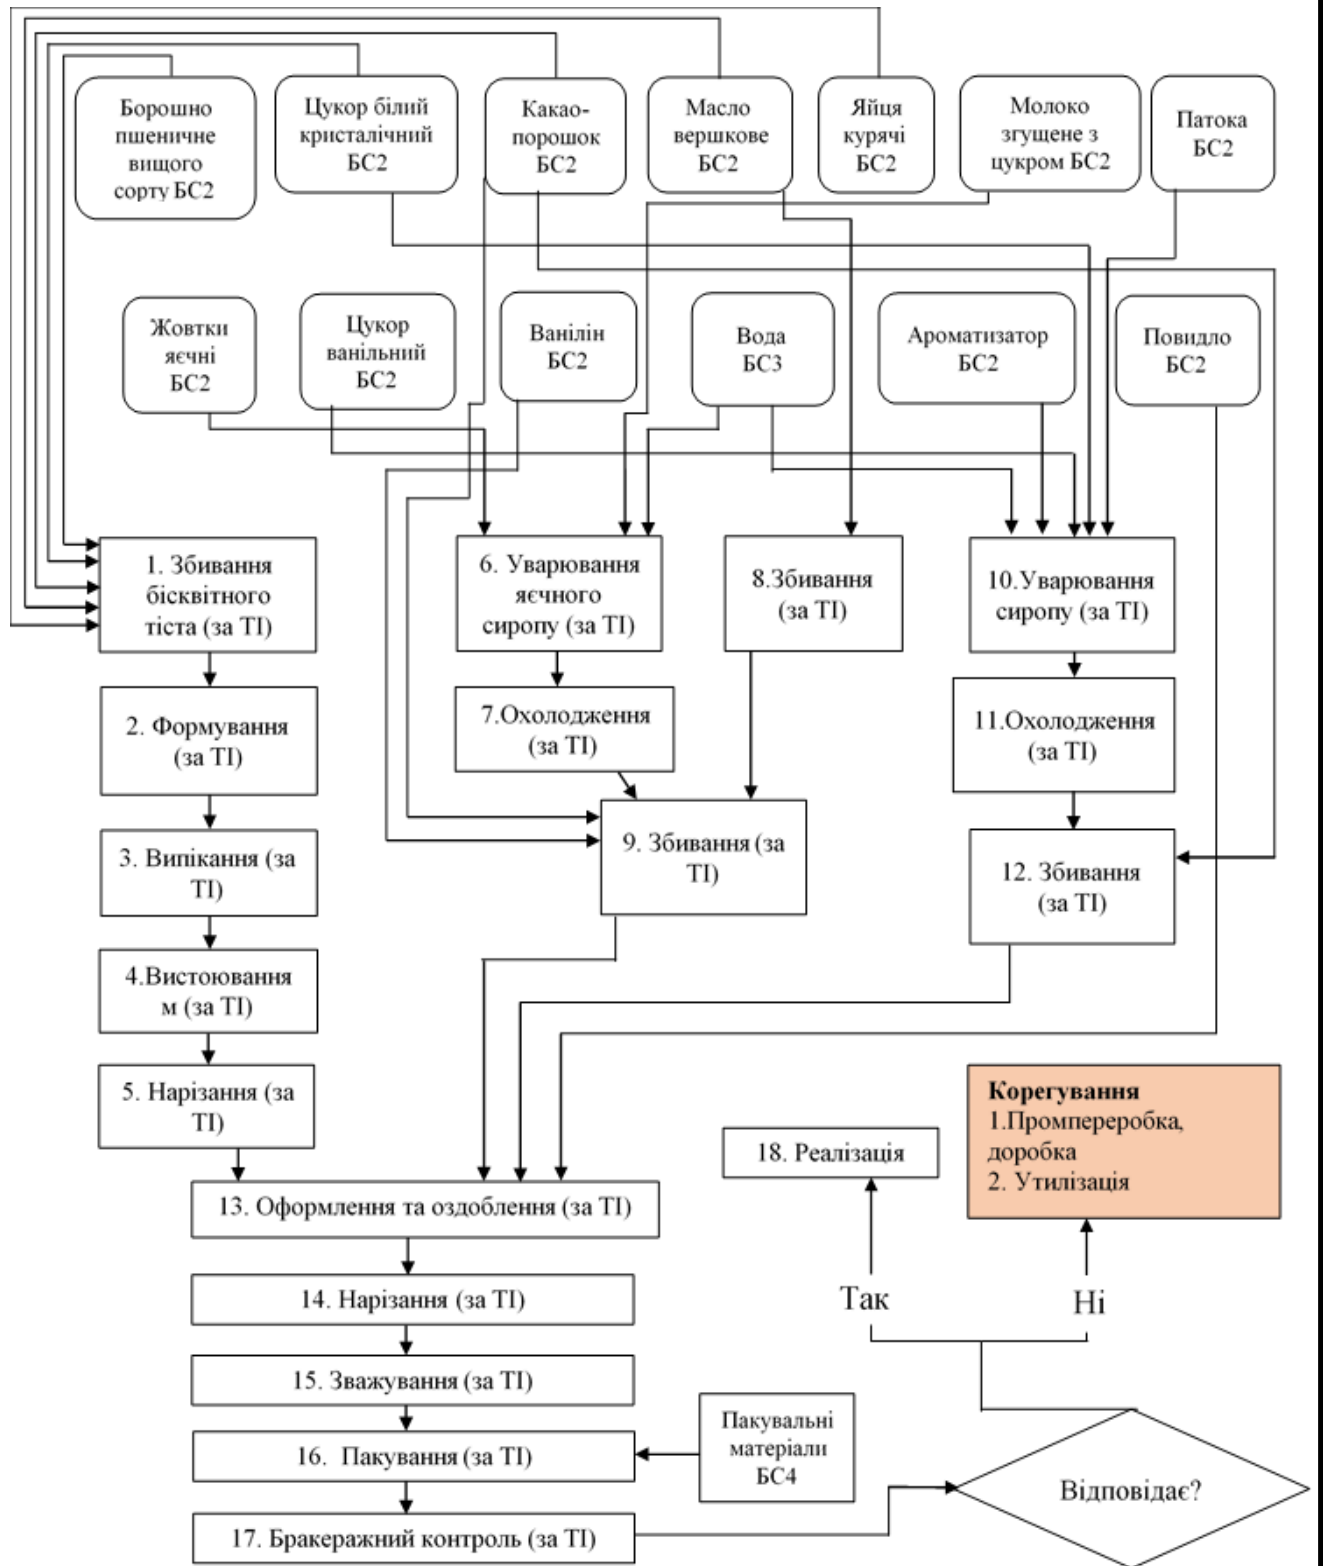 Борошно
пшеничне
вищого
сорту БС2
Цукор білий
кристалічний
БС2
Какао-
порошок
БС2
Масло
вершкове
БС2
Яйця
курячі
БС2
Молоко
згущене з
цукром БС2
Патока
БС2
Жовтки
яєчні
БС2
Цукор
ванільний
БС2
Ванілін
БС2
Вода
БС3
Ароматизатор
БС2
Повидло
БС2
1. Збивання
бісквітного
тіста (за ТІ)
6. Уварювання
яєчного
сиропу (за ТІ)
8.Збивання
(за ТІ)
10.Уварювання
сиропу (за ТІ)
2. Формування
(за ТІ)
7.Охолодження
(за ТІ)
11.Охолодження
(за ТІ)
3. Випікання (за
ТІ)
9. Збивання (за
ТІ)
12. Збивання
(за ТІ)
4.Вистоювання
м (за ТІ)
5. Нарізання (за
ТІ)
Корегування
1.Промпереробка,
доробка
2. Утилізація
18. Реалізація
13. Оформлення та оздоблення (за ТІ)
14. Нарізання (за ТІ)
Так
Ні
15. Зважування (за ТІ)
16. Пакування (за ТІ)
Пакувальні
матеріали
БС4
Відповідає?
17. Бракеражний контроль (за ТІ)